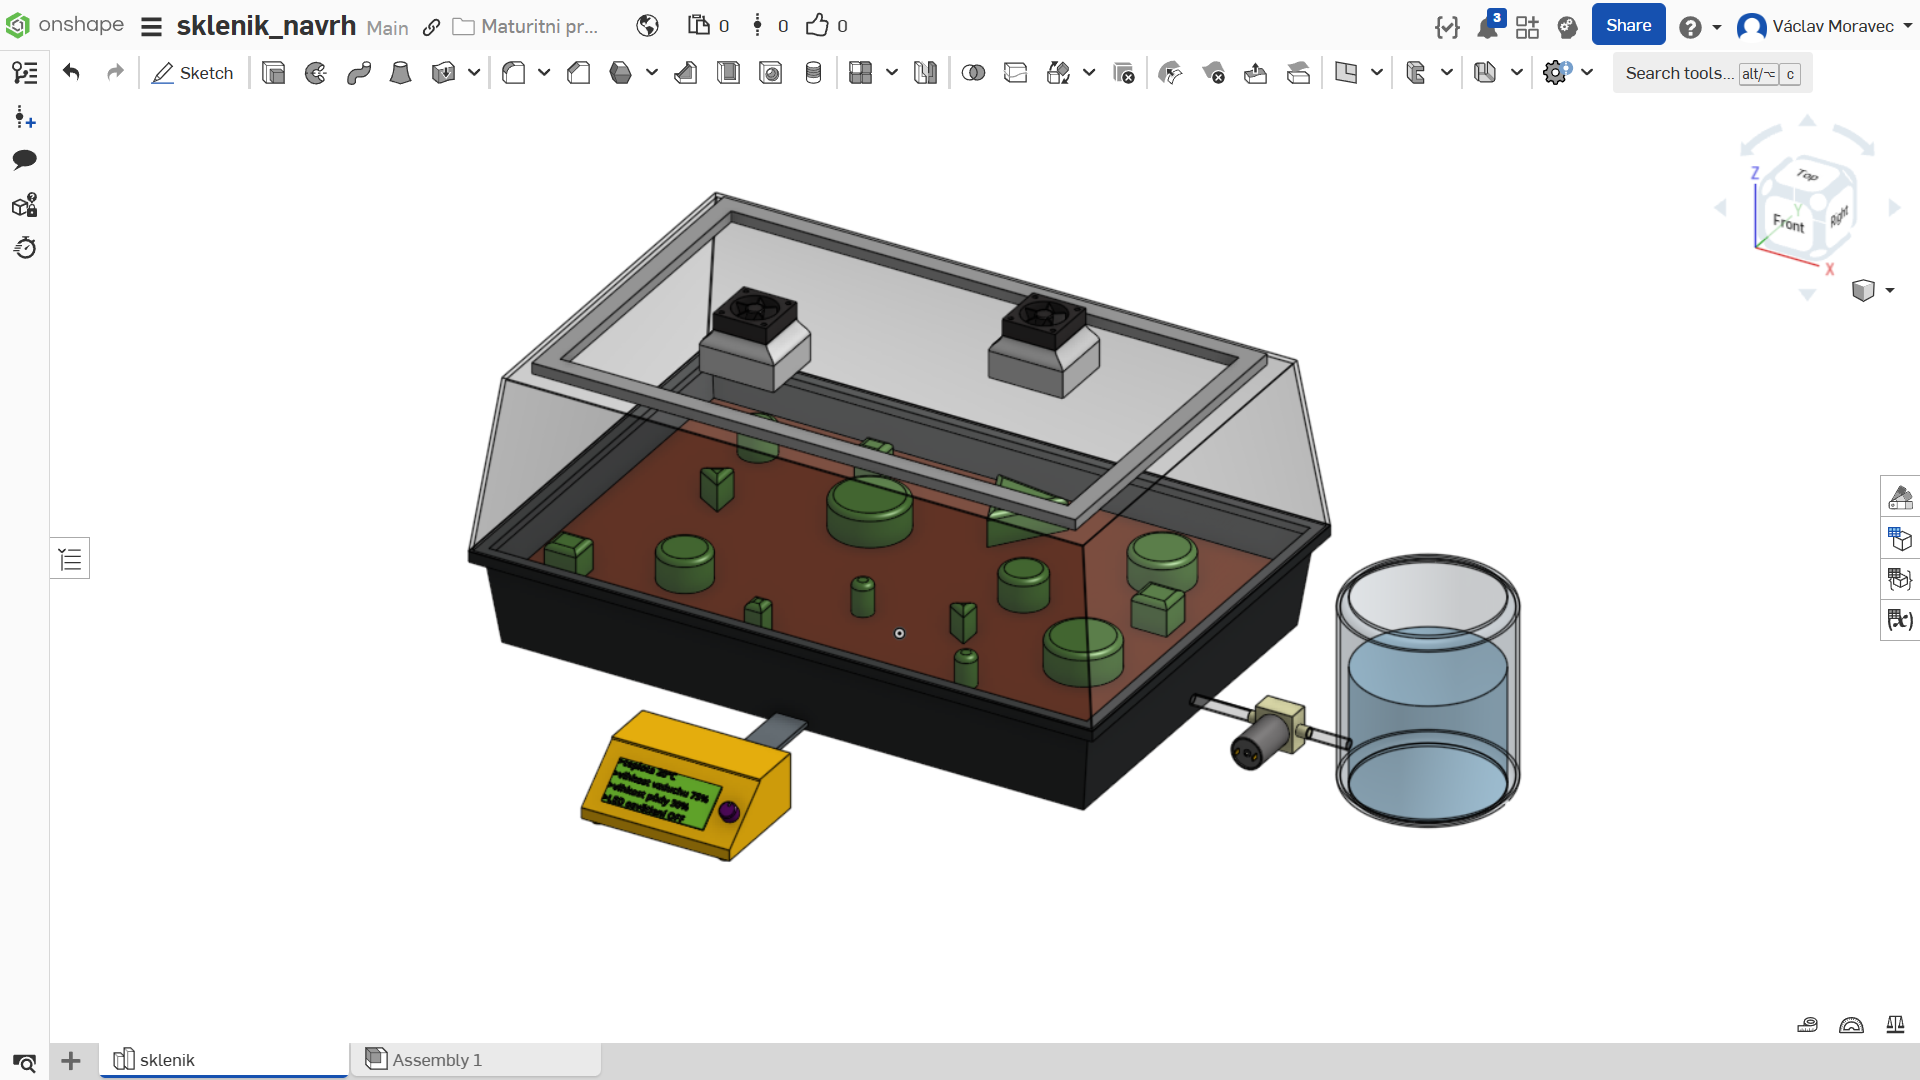 onshape
sklenik_navrh Main Maturitni pr... 0 0 0
3 Share Václav Moravec
Sketch
Search tools... alt/⌥ c
Z
Top
Front
Right
Y
X
>teplota 20°C
>vlhkost vzduchu 75%
>vlhkost půdy 30%
>LED osvětlení OFF
sklenik
Assembly 1